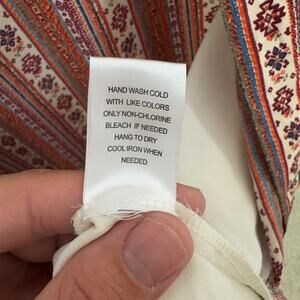 HAND WASH COLD
WITH LIKE COLORS
ONLY NON-CHLORINE
BLEACH IF NEEDED
HANG TO DRY
COOL IRON WHEN
NEEDED